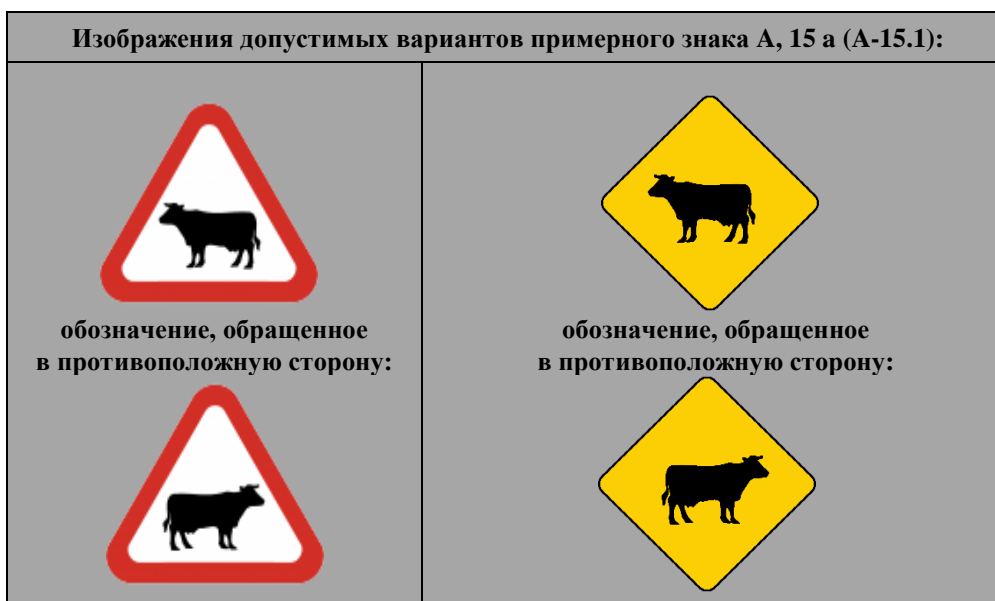 Изображения допустимых вариантов примерного знака A, 15 a (A-15.1):
обозначение, обращенное
в противоположную сторону:
обозначение, обращенное
в противоположную сторону: